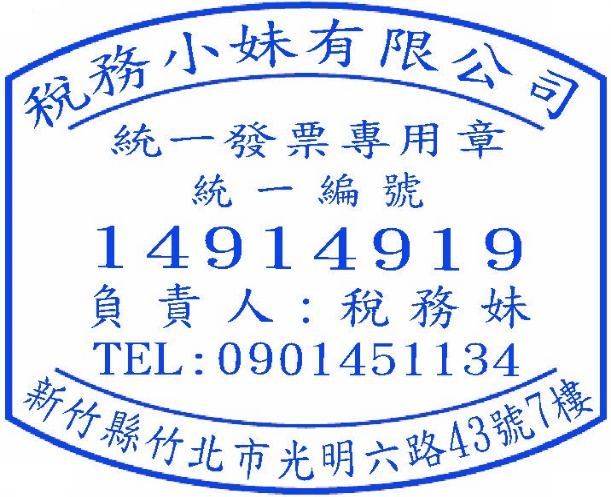 稅務小妹有限公司
統一發票專用章
統一編號
14914919
負責人:稅務妹
TEL:0901451134
新竹縣竹北市光明六路43號7樓